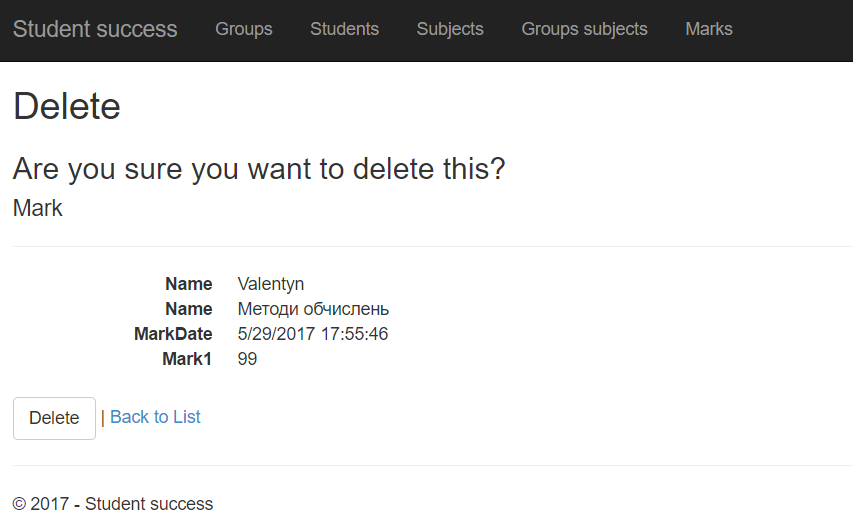 Student success Groups Students Subjects Groups subjects Marks
Delete
Are you sure you want to delete this?
Mark
Name Valentyn
Name Методи обчислень
MarkDate 5/29/2017 17:55:46
Mark1 99
Delete | Back to List
© 2017 - Student success